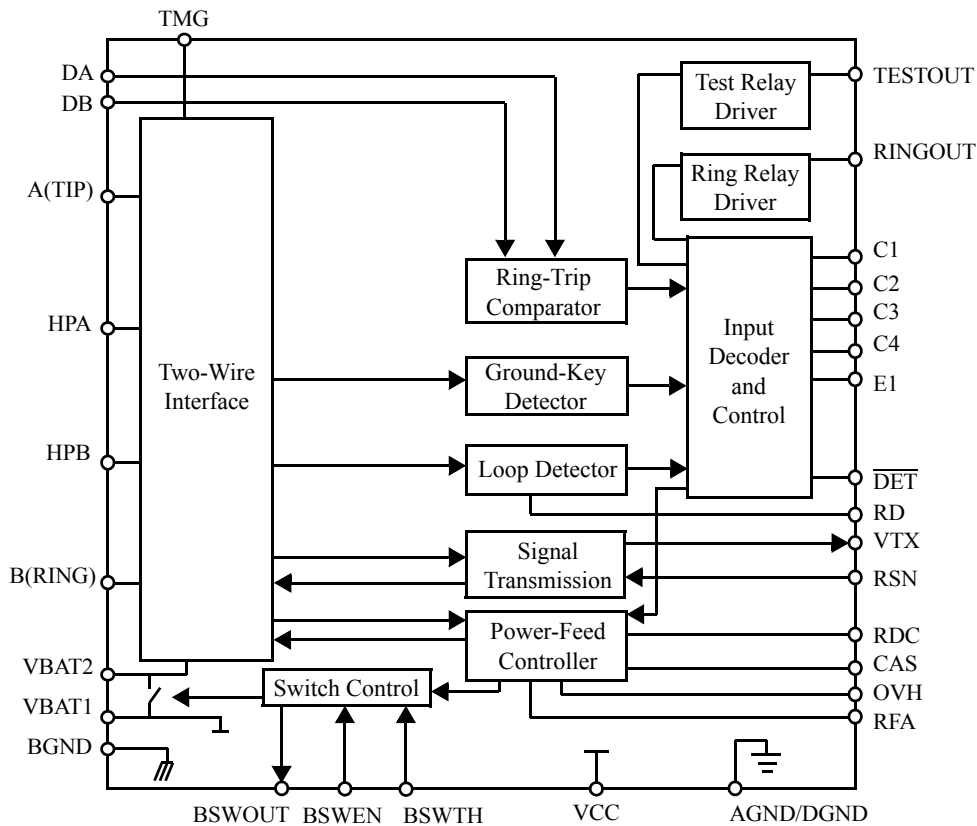 TMG
DA
DB
A(TIP)
HPA
HPB
B(RING)
VBAT2
VBAT1
BGND
Two-Wire
Interface
Ring-Trip
Comparator
Ground-Key
Detector
Loop Detector
Signal
Transmission
Power-Feed
Controller
Switch Control
Test Relay
Driver
Ring Relay
Driver
Input
Decoder
and
Control
TESTOUT
RINGOUT
C1
C2
C3
C4
E1
DET
RD
VTX
RSN
RDC
CAS
OVH
RFA
BSWOUT
BSWEN
BSWTH
VCC
AGND/DGND